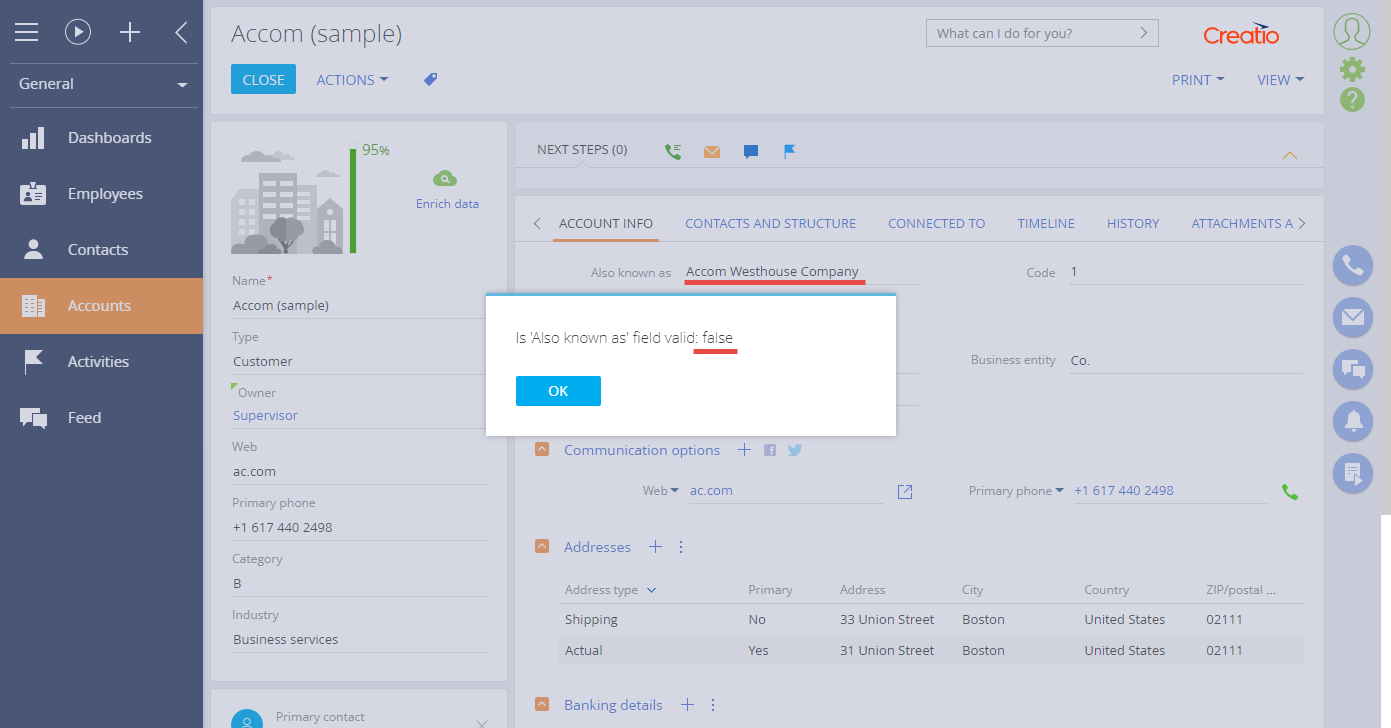 General
Dashboards
Employees
Contacts
Accounts
Activities
Feed
Accom (sample)
What can I do for you?
Creatio
CLOSE
ACTIONS
PRINT
VIEW
95%
Enrich data
Name*
Accom (sample)
Type
Customer
Owner
Supervisor
Web
ac.com
Primary phone
+1 617 440 2498
Category
B
Industry
Business services
Primary contact
NEXT STEPS (0)
ACCOUNT INFO CONTACTS AND STRUCTURE CONNECTED TO TIMELINE HISTORY ATTACHMENTS A
Also known as Accom Westhouse Company Code 1
Is 'Also known as' field valid: false
OK
Business entity Co.
Communication options
Web ac.com Primary phone +1 617 440 2498
Addresses
Address type Primary Address City Country ZIP/postal ...
Shipping No 33 Union Street Boston United States 02111
Actual Yes 31 Union Street Boston United States 02111
Banking details